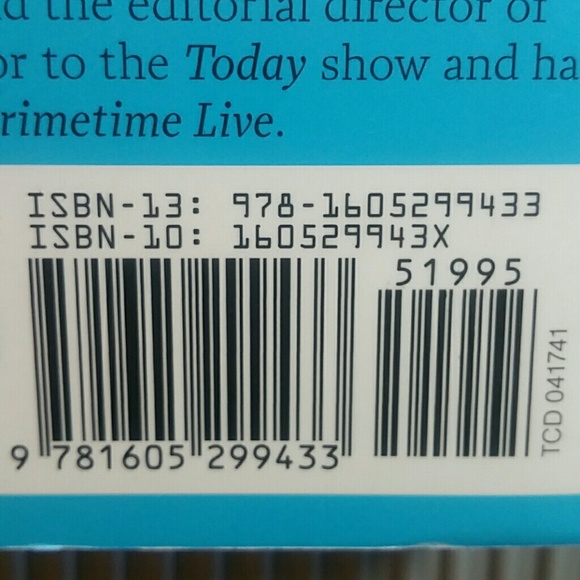 the editorial director of
or to the Today show and ha
rimetime Live.
ISBN-13: 978-1605299433
ISBN-10: 160529943X
51995
9 781605 299433
TCD 041741